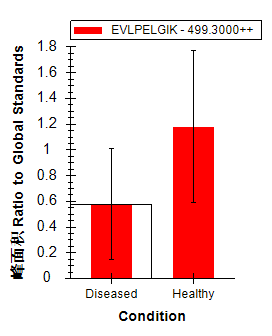 EVLPELGIK - 499.3000++
1.8
1.6
1.4
1.2
1
0.8
0.6
0.4
0.2
0
峰面积 Ratio to Global Standards
Diseased Healthy
Condition